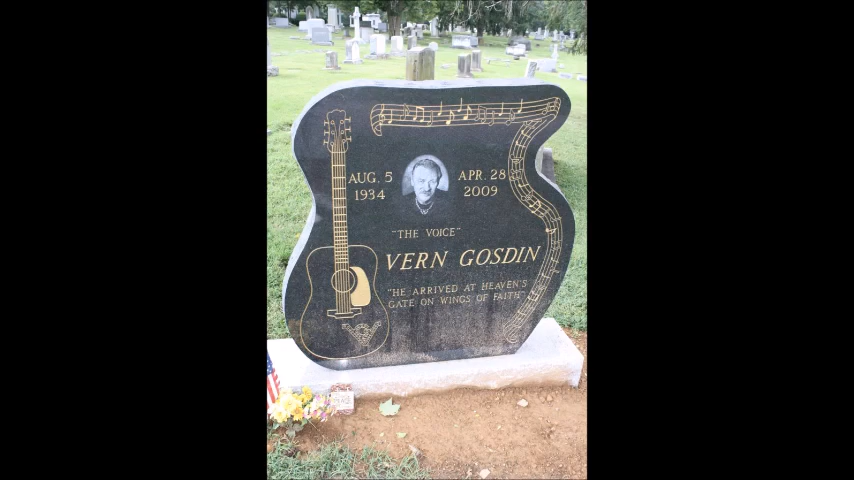 AUG. 5
1934
APR. 28
2009
"THE VOICE"
VERN GOSDIN
"HE ARRIVED AT HEAVEN'S
GATE ON WINGS OF FAITH"